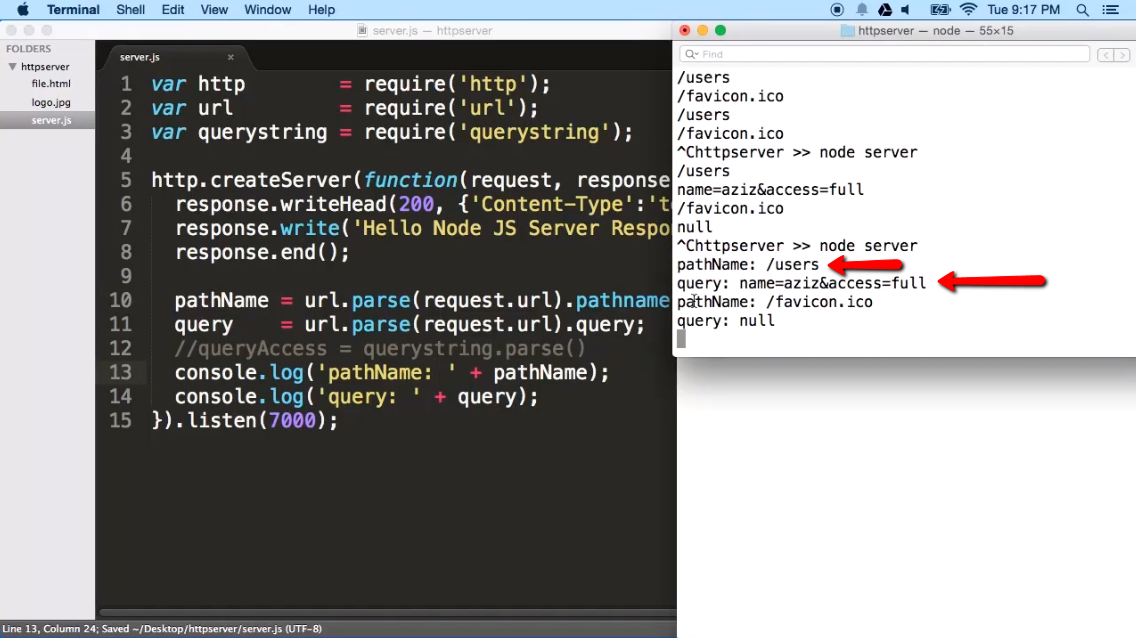 Terminal Shell Edit View Window Help Tue 9:17 PM
server.js — httpserver
FOLDERS
httpserver
file.html
logo.jpg
server.js
server.js ×
1 var http = require('http');
2 var url = require('url');
3 var querystring = require('querystring');
4
5 http.createServer(function(request, response
6 response.writeHead(200, {'Content-Type':'t
7 response.write('Hello Node JS Server Respo
8 response.end();
9
10 pathName = url.parse(request.url).pathname
11 query = url.parse(request.url).query;
12 //queryAccess = querystring.parse()
13 console.log('pathName: ' + pathName);
14 console.log('query: ' + query);
15 }).listen(7000);
Line 13, Column 24; Saved ~/Desktop/httpserver/server.js (UTF-8)
httpserver — node — 55×15
Find
/users
/favicon.ico
/users
/favicon.ico
^Chttpserver >> node server
/users
name=aziz&access=full
/favicon.ico
null
^Chttpserver >> node server
pathName: /users
query: name=aziz&access=full
pathName: /favicon.ico
query: null